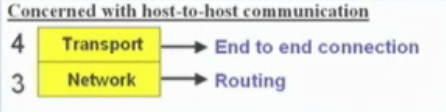 Concerned with host-to-host communication
4 Transport End to end connection
3 Network Routing